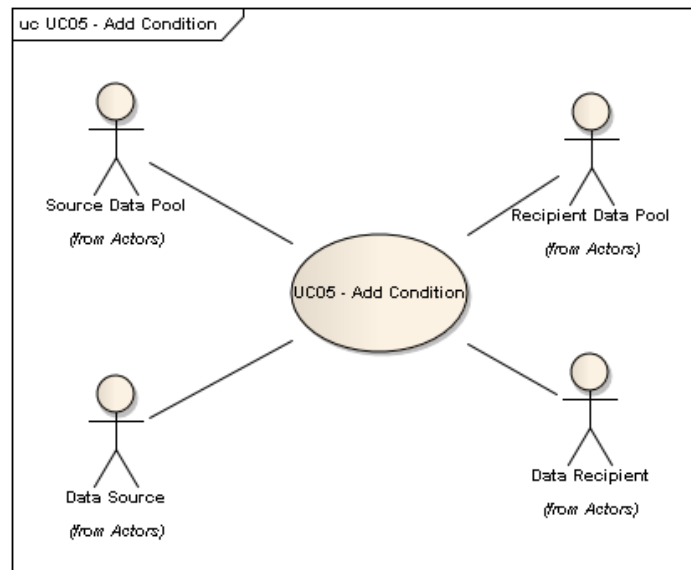 uc UC05 - Add Condition
Source Data Pool
(from Actors)
Recipient Data Pool
(from Actors)
UC05 - Add Condition
Data Source
(from Actors)
Data Recipient
(from Actors)